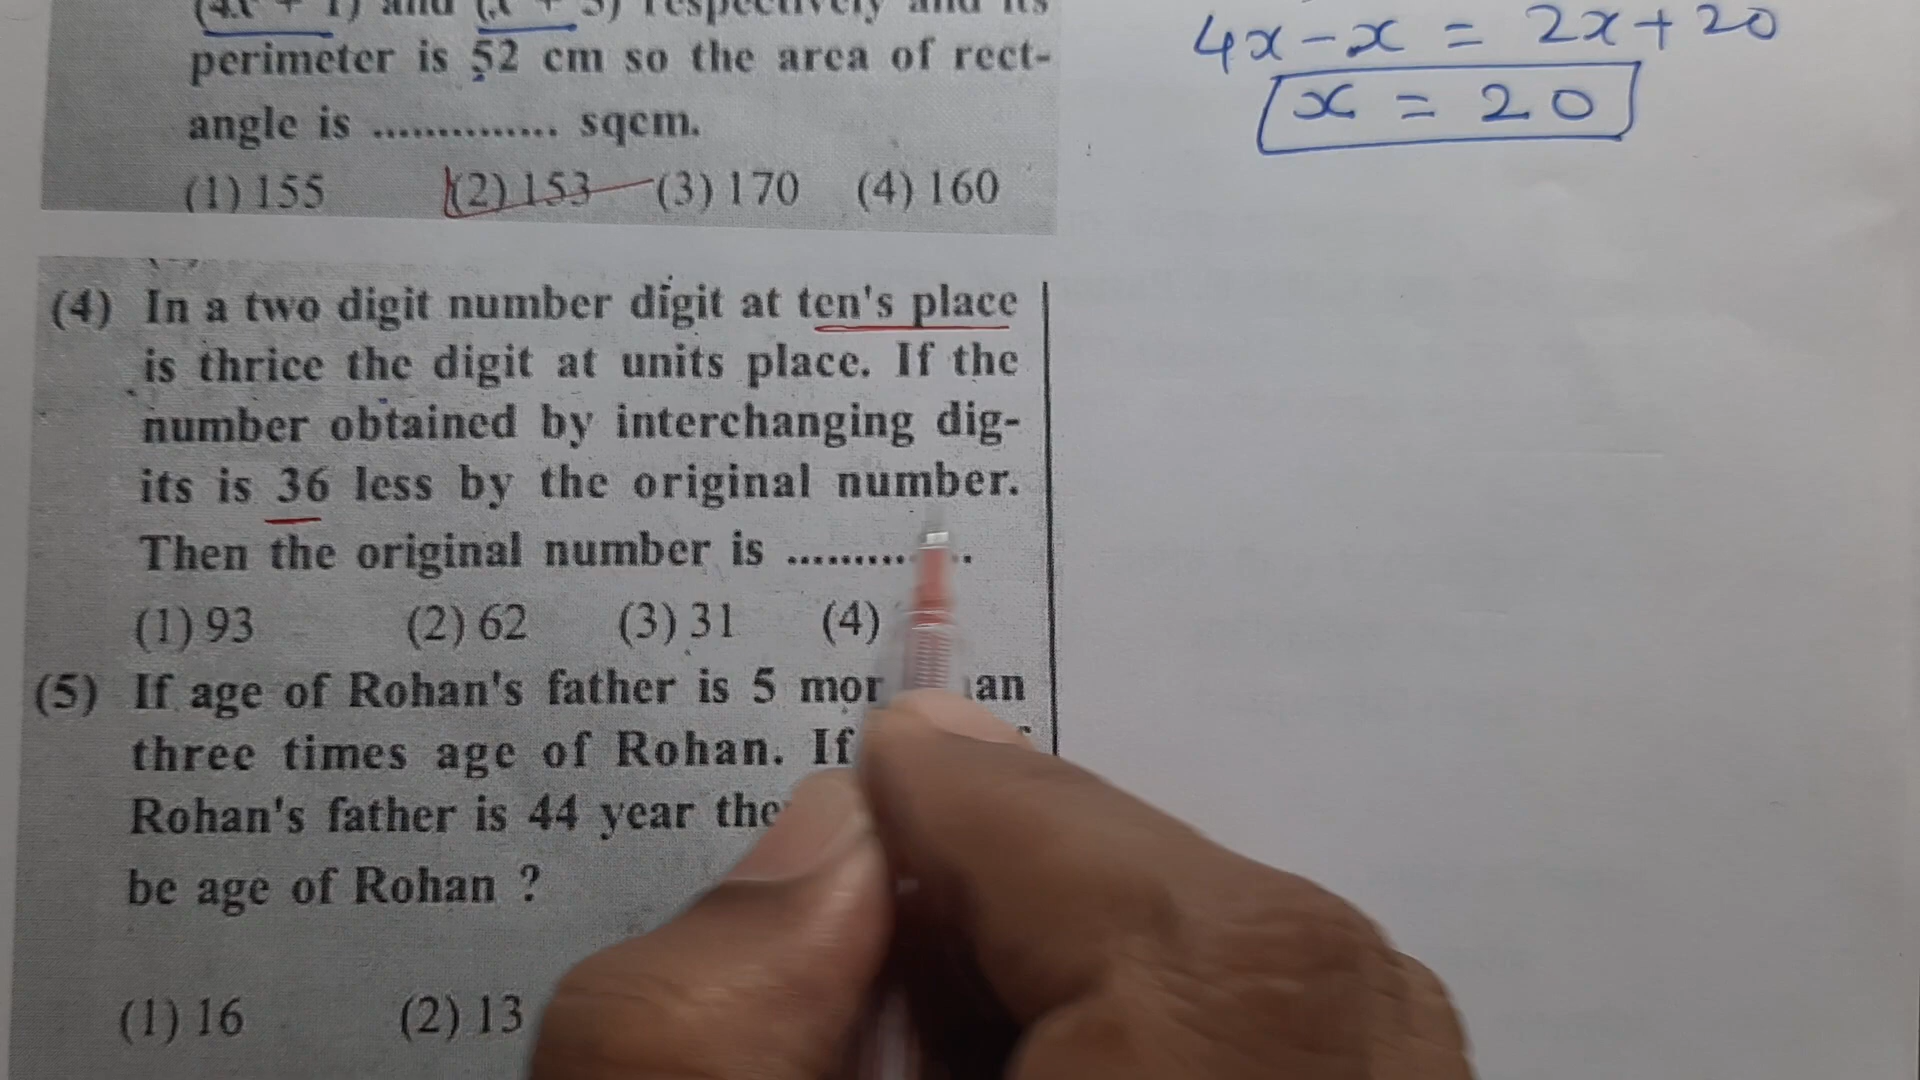 and respectively and its
perimeter is 52 cm so the area of rect-
angle is .............. sqcm.
(1) 155 (2) 153 (3) 170 (4) 160
(4) In a two digit number digit at ten's place
is thrice the digit at units place. If the
number obtained by interchanging dig-
its is 36 less by the original number.
Then the original number is ..............
(1) 93 (2) 62 (3) 31 (4)
(5) If age of Rohan's father is 5
three times age of Rohan. If
Rohan's father is 44 year
be age of Rohan ?
(1) 16 (2) 13
4x-x = 2x+20
x = 20